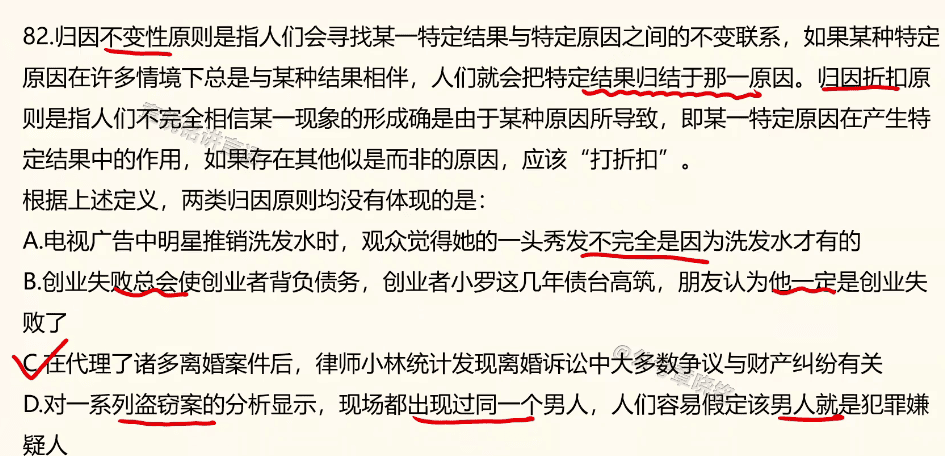 82.归因不变性原则是指人们会寻找某一特定结果与特定原因之间的不变联系，如果某种特定
原因在许多情境下总是与某种结果相伴，人们就会把特定结果归结于那一原因。归因折扣原
则是指人们不完全相信某一现象的形成确是由于某种原因所导致，即某一特定原因在产生特
定结果中的作用，如果存在其他似是而非的原因，应该“打折扣”。
根据上述定义，两类归因原则均没有体现的是：
A.电视广告中明星推销洗发水时，观众觉得她的一头秀发不完全是因为洗发水才有的
B.创业失败总会使创业者背负债务，创业者小罗这几年债台高筑，朋友认为他一定是创业失
败了
C.在代理了诸多离婚案件后，律师小林统计发现离婚诉讼中大多数争议与财产纠纷有关
D.对一系列盗窃案的分析显示，现场都出现过同一个男人，人们容易假定该男人就是犯罪嫌
疑人